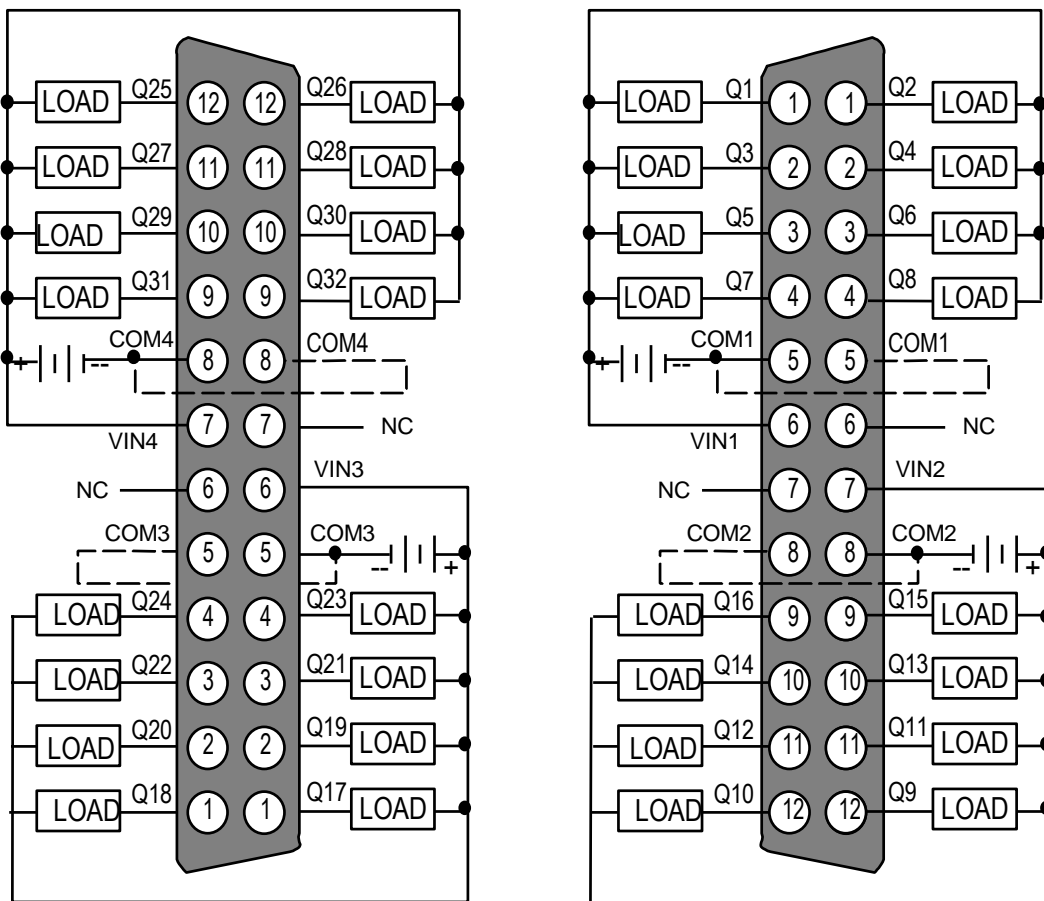 LOAD Q25 12 12 Q26 LOAD
LOAD Q27 11 11 Q28 LOAD
LOAD Q29 10 10 Q30 LOAD
LOAD Q31 9 9 Q32 LOAD
+ -- COM4 8 8 COM4
VIN4 7 7 NC
NC 6 6 VIN3
COM3 5 5 COM3 -- +
LOAD Q24 4 4 Q23 LOAD
LOAD Q22 3 3 Q21 LOAD
LOAD Q20 2 2 Q19 LOAD
LOAD Q18 1 1 Q17 LOAD
LOAD Q1 1 1 Q2 LOAD
LOAD Q3 2 2 Q4 LOAD
LOAD Q5 3 3 Q6 LOAD
LOAD Q7 4 4 Q8 LOAD
+ -- COM1 5 5 COM1
VIN1 6 6 NC
NC 7 7 VIN2
COM2 8 8 COM2 -- +
LOAD Q16 9 9 Q15 LOAD
LOAD Q14 10 10 Q13 LOAD
LOAD Q12 11 11 Q11 LOAD
LOAD Q10 12 12 Q9 LOAD